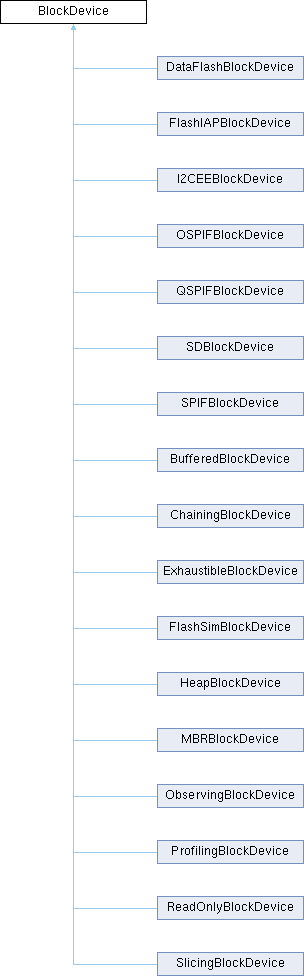 BlockDevice
DataFlashBlockDevice
FlashIAPBlockDevice
I2CEEBlockDevice
OSPIFBlockDevice
QSPIFBlockDevice
SDBlockDevice
SPIFBlockDevice
BufferedBlockDevice
ChainingBlockDevice
ExhaustibleBlockDevice
FlashSimBlockDevice
HeapBlockDevice
MBRBlockDevice
ObservingBlockDevice
ProfilingBlockDevice
ReadOnlyBlockDevice
SlicingBlockDevice